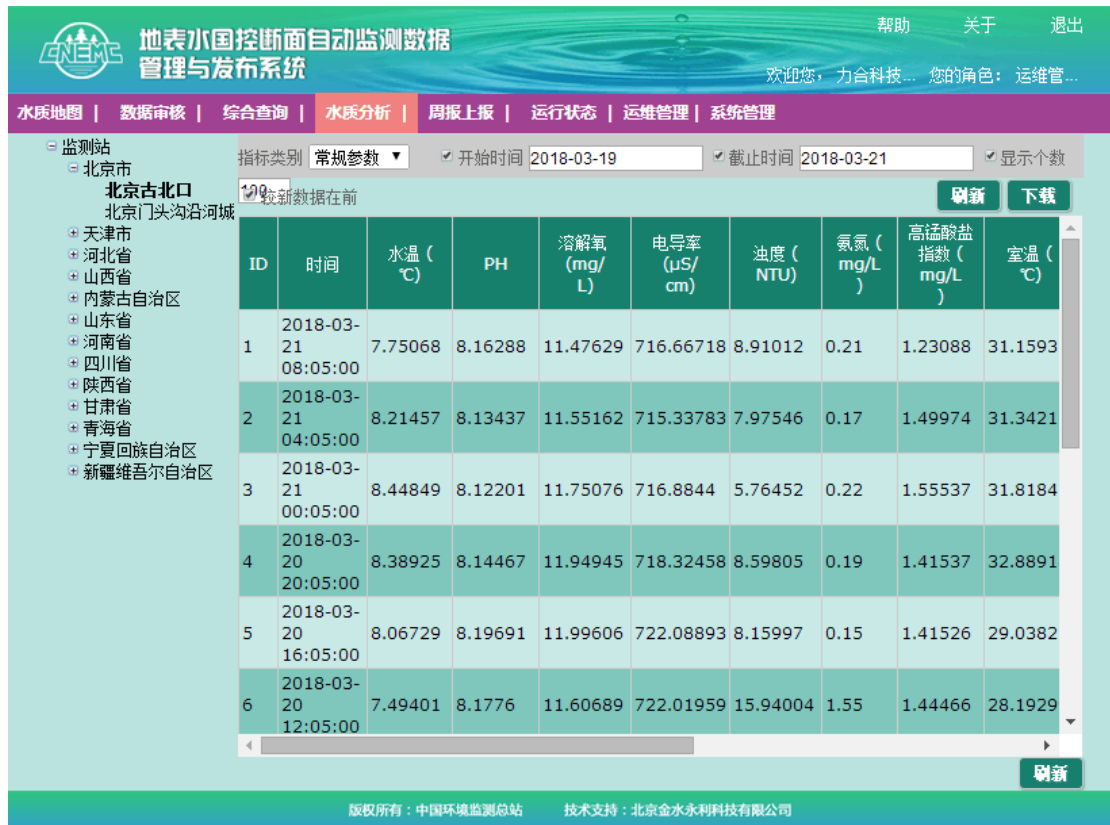 帮助 关于 退出
CNEMC
地表水国控断面自动监测数据
管理与发布系统
欢迎您， 力合科技... 您的角色： 运维管...
水质地图 | 数据审核 | 综合查询 | 水质分析 | 周报上报 | 运行状态 | 运维管理 | 系统管理
监测站
北京市
北京古北口
北京门头沟沿河城
天津市
河北省
山西省
内蒙古自治区
山东省
河南省
四川省
陕西省
甘肃省
青海省
宁夏回族自治区
新疆维吾尔自治区
指标类别 常规参数 ▼ 开始时间 2018-03-19 截止时间 2018-03-21 显示个数
较新数据在前 刷新 下载
ID 时间 水温 (℃) PH 溶解氧 (mg/L) 电导率 (μS/cm) 浊度 (NTU) 氨氮 (mg/L) 高锰酸盐指数 (mg/L) 室温 (℃)
1 2018-03-21 08:05:00 7.75068 8.16288 11.47629 716.66718 8.91012 0.21 1.23088 31.1593
2 2018-03-21 04:05:00 8.21457 8.13437 11.55162 715.33783 7.97546 0.17 1.49974 31.3421
3 2018-03-21 00:05:00 8.44849 8.12201 11.75076 716.8844 5.76452 0.22 1.55537 31.8184
4 2018-03-20 20:05:00 8.38925 8.14467 11.94945 718.32458 8.59805 0.19 1.41537 32.8891
5 2018-03-20 16:05:00 8.06729 8.19691 11.99606 722.08893 8.15997 0.15 1.41526 29.0382
6 2018-03-20 12:05:00 7.49401 8.1776 11.60689 722.01959 15.94004 1.55 1.44466 28.1929
刷新
版权所有：中国环境监测总站 技术支持：北京金水永利科技有限公司